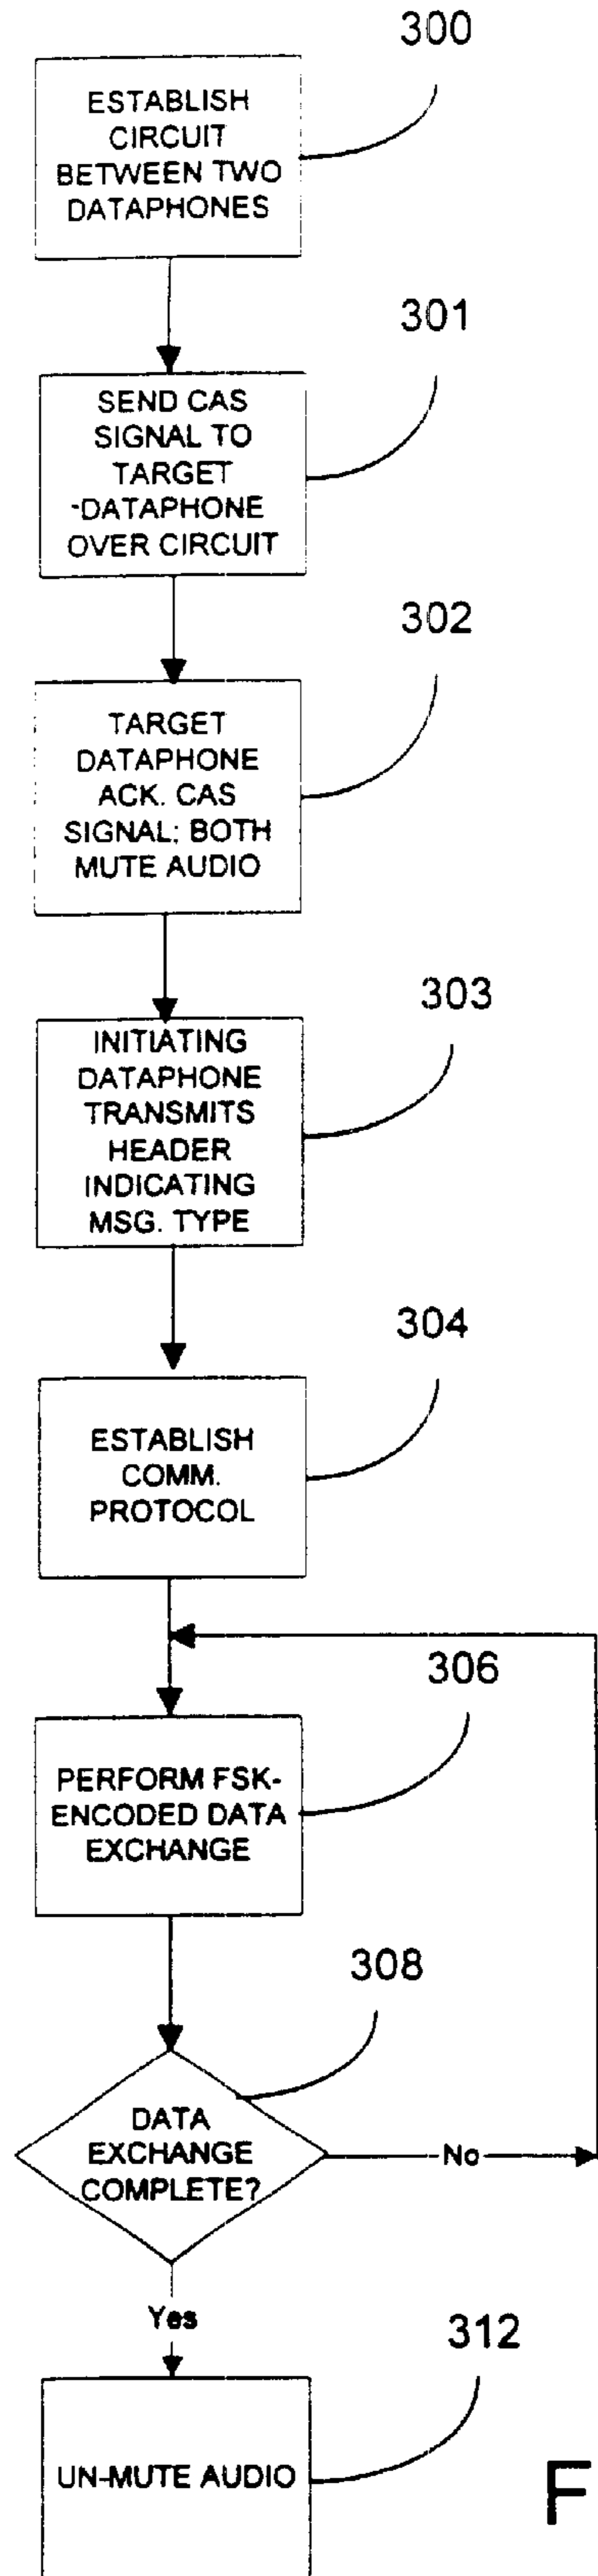 300
ESTABLISH
CIRCUIT
BETWEEN TWO
DATAPHONES
301
SEND CAS
SIGNAL TO
TARGET
-DATAPHONE
OVER CIRCUIT
302
TARGET
DATAPHONE
ACK. CAS
SIGNAL; BOTH
MUTE AUDIO
303
INITIATING
DATAPHONE
TRANSMITS
HEADER
INDICATING
MSG. TYPE
304
ESTABLISH
COMM.
PROTOCOL
306
PERFORM FSK-
ENCODED DATA
EXCHANGE
308
DATA
EXCHANGE
COMPLETE?
No
Yes
312
UN-MUTE AUDIO
F